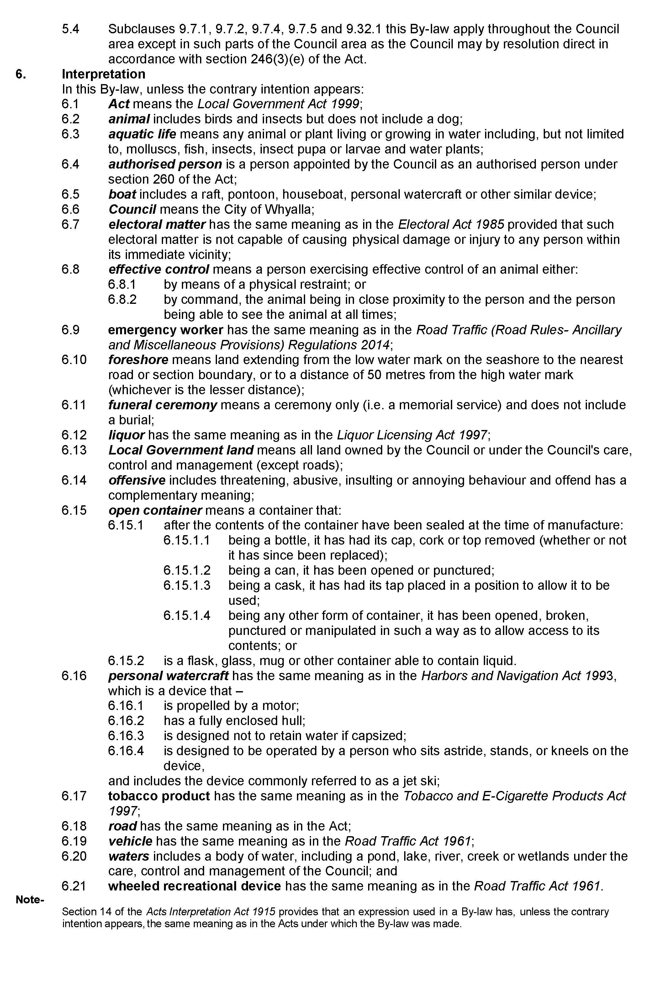 5.4 Subclauses 9.7.1, 9.7.2, 9.7.4, 9.7.5 and 9.32.1 this By-law apply throughout the Council
area except in such parts of the Council area as the Council may by resolution direct in
accordance with section 246(3)(e) of the Act.
6. Interpretation
In this By-law, unless the contrary intention appears:
6.1 Act means the Local Government Act 1999;
6.2 animal includes birds and insects but does not include a dog;
6.3 aquatic life means any animal or plant living or growing in water including, but not limited
to, molluscs, fish, insects, insect pupa or larvae and water plants;
6.4 authorised person is a person appointed by the Council as an authorised person under
section 260 of the Act;
6.5 boat includes a raft, pontoon, houseboat, personal watercraft or other similar device;
6.6 Council means the City of Whyalla;
6.7 electoral matter has the same meaning as in the Electoral Act 1985 provided that such
electoral matter is not capable of causing physical damage or injury to any person within
its immediate vicinity;
6.8 effective control means a person exercising effective control of an animal either:
6.8.1 by means of a physical restraint; or
6.8.2 by command, the animal being in close proximity to the person and the person
being able to see the animal at all times;
6.9 emergency worker has the same meaning as in the Road Traffic (Road Rules- Ancillary
and Miscellaneous Provisions) Regulations 2014;
6.10 foreshore means land extending from the low water mark on the seashore to the nearest
road or section boundary, or to a distance of 50 metres from the high water mark
(whichever is the lesser distance);
6.11 funeral ceremony means a ceremony only (i.e. a memorial service) and does not include
a burial;
6.12 liquor has the same meaning as in the Liquor Licensing Act 1997;
6.13 Local Government land means all land owned by the Council or under the Council's care,
control and management (except roads);
6.14 offensive includes threatening, abusive, insulting or annoying behaviour and offend has a
complementary meaning;
6.15 open container means a container that:
6.15.1 after the contents of the container have been sealed at the time of manufacture:
6.15.1.1 being a bottle, it has had its cap, cork or top removed (whether or not
it has since been replaced);
6.15.1.2 being a can, it has been opened or punctured;
6.15.1.3 being a cask, it has had its tap placed in a position to allow it to be
used;
6.15.1.4 being any other form of container, it has been opened, broken,
punctured or manipulated in such a way as to allow access to its
contents; or
6.15.2 is a flask, glass, mug or other container able to contain liquid.
6.16 personal watercraft has the same meaning as in the Harbors and Navigation Act 1993,
which is a device that –
6.16.1 is propelled by a motor;
6.16.2 has a fully enclosed hull;
6.16.3 is designed not to retain water if capsized;
6.16.4 is designed to be operated by a person who sits astride, stands, or kneels on the
device,
and includes the device commonly referred to as a jet ski;
6.17 tobacco product has the same meaning as in the Tobacco and E-Cigarette Products Act
1997;
6.18 road has the same meaning as in the Act;
6.19 vehicle has the same meaning as in the Road Traffic Act 1961;
6.20 waters includes a body of water, including a pond, lake, river, creek or wetlands under the
care, control and management of the Council; and
6.21 wheeled recreational device has the same meaning as in the Road Traffic Act 1961.
Note-
Section 14 of the Acts Interpretation Act 1915 provides that an expression used in a By-law has, unless the contrary
intention appears, the same meaning as in the Acts under which the By-law was made.